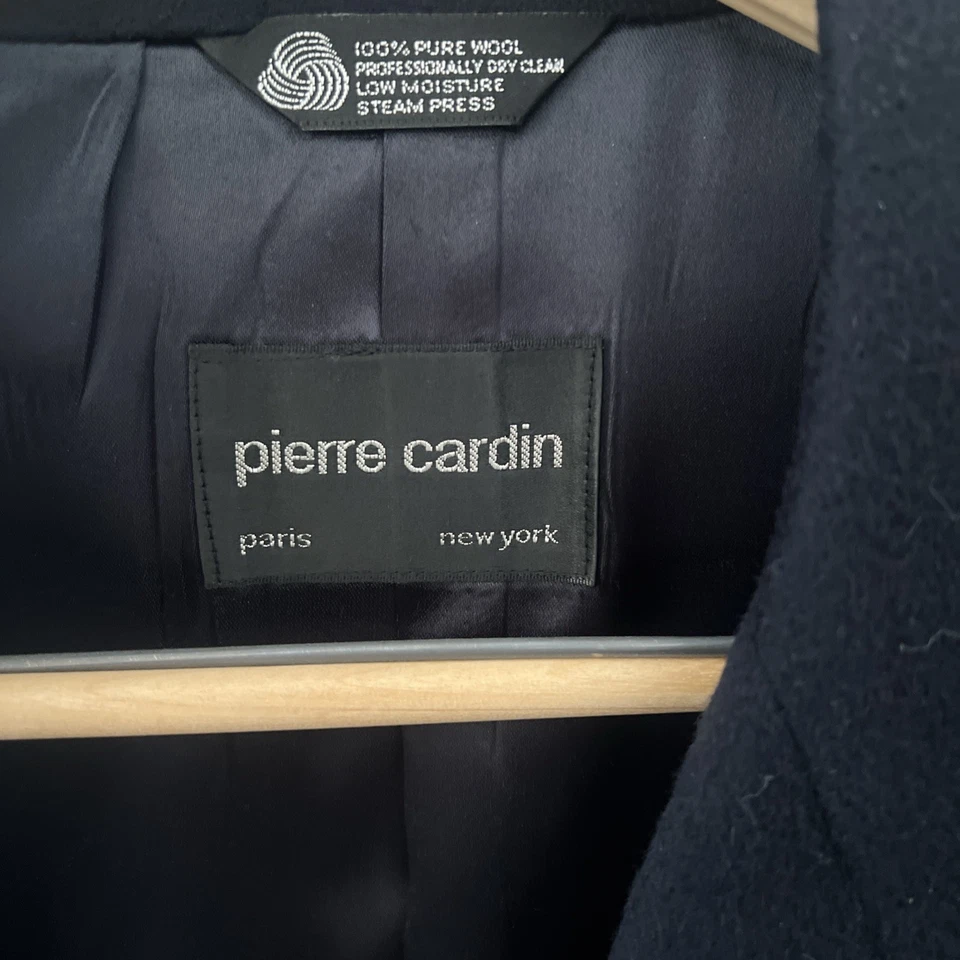 100% PURE WOOL
PROFESSIONALLY DRY CLEAN
LOW MOISTURE
STEAM PRESS
pierre cardin
paris new york